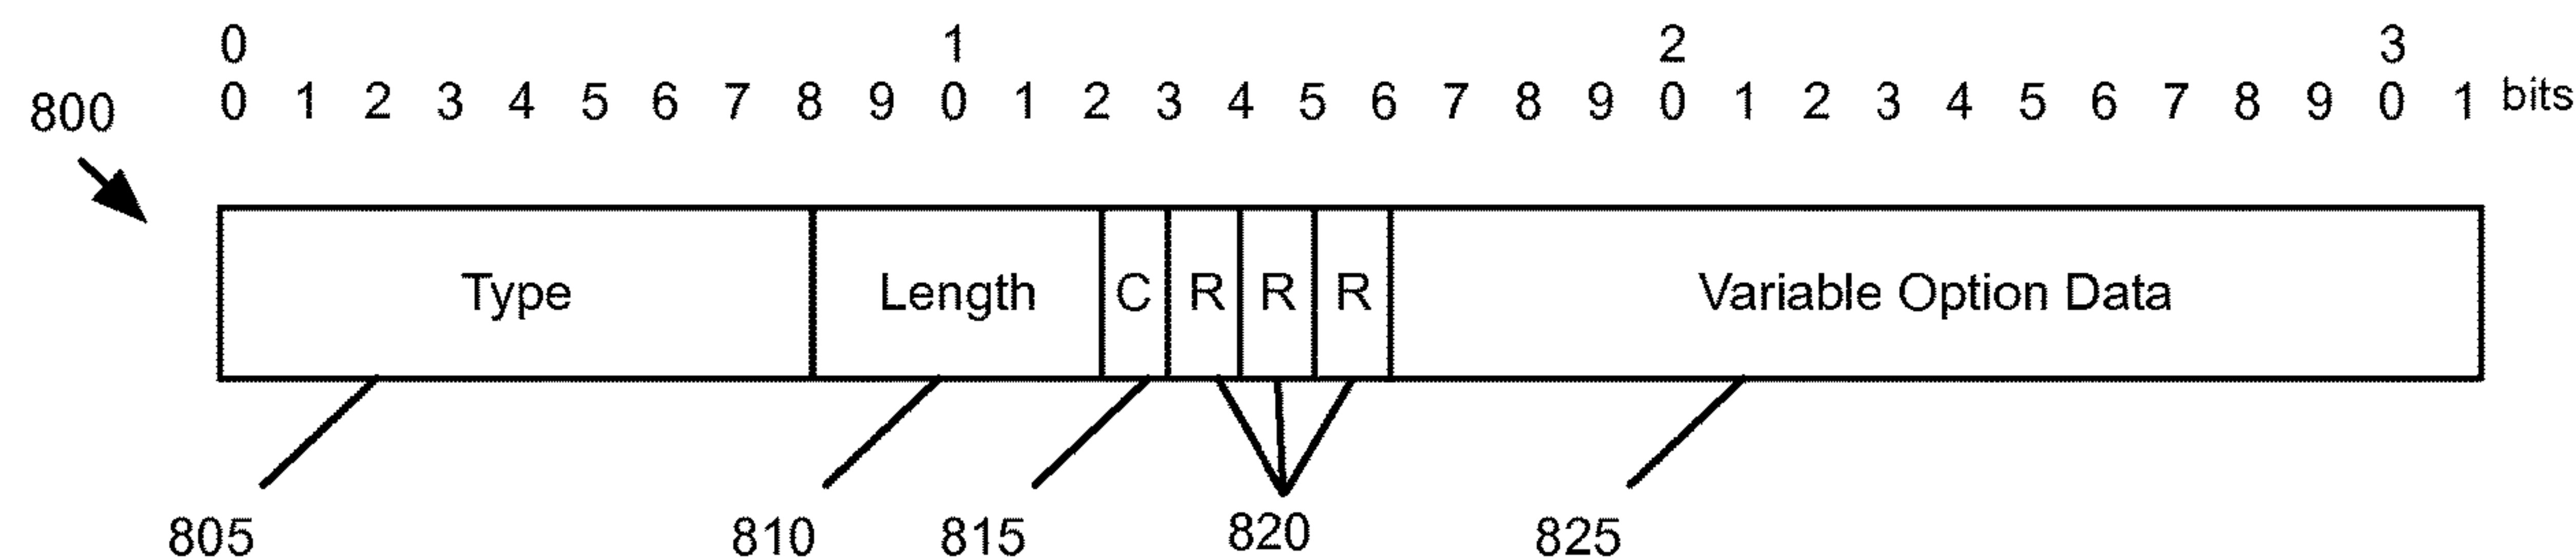 0 1 2 3
0 1 2 3 4 5 6 7 8 9 0 1 2 3 4 5 6 7 8 9 0 1 2 3 4 5 6 7 8 9 0 1 bits
800
Type Length C R R R Variable Option Data
805 810 815 820 825